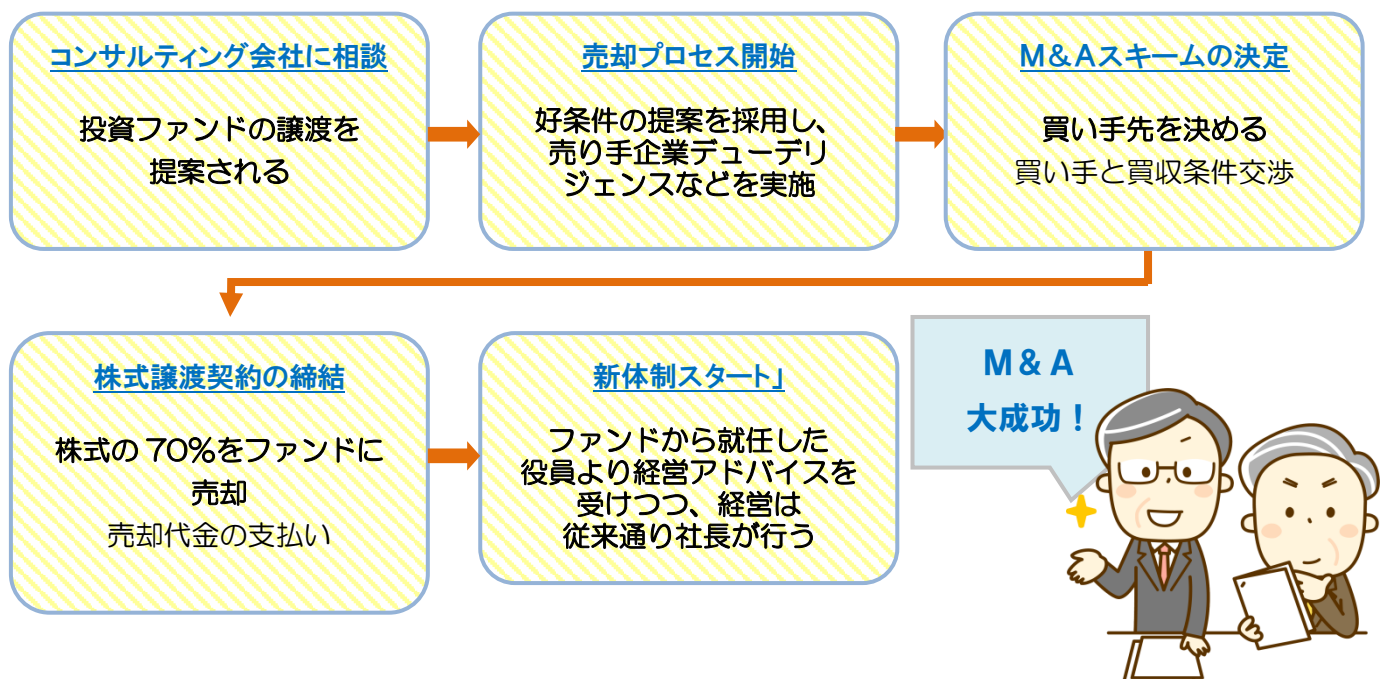 コンサルティング会社に相談
投資ファンドの譲渡を
提案される
売却プロセス開始
好条件の提案を採用し、
売り手企業デューデリ
ジェンスなどを実施
M&Aスキームの決定
買い手先を決める
買い手と買収条件交渉
株式譲渡契約の締結
株式の70%をファンドに
売却
売却代金の支払い
新体制スタート」
ファンドから就任した
役員より経営アドバイスを
受けつつ、経営は
従来通り社長が行う
M&A
大成功!